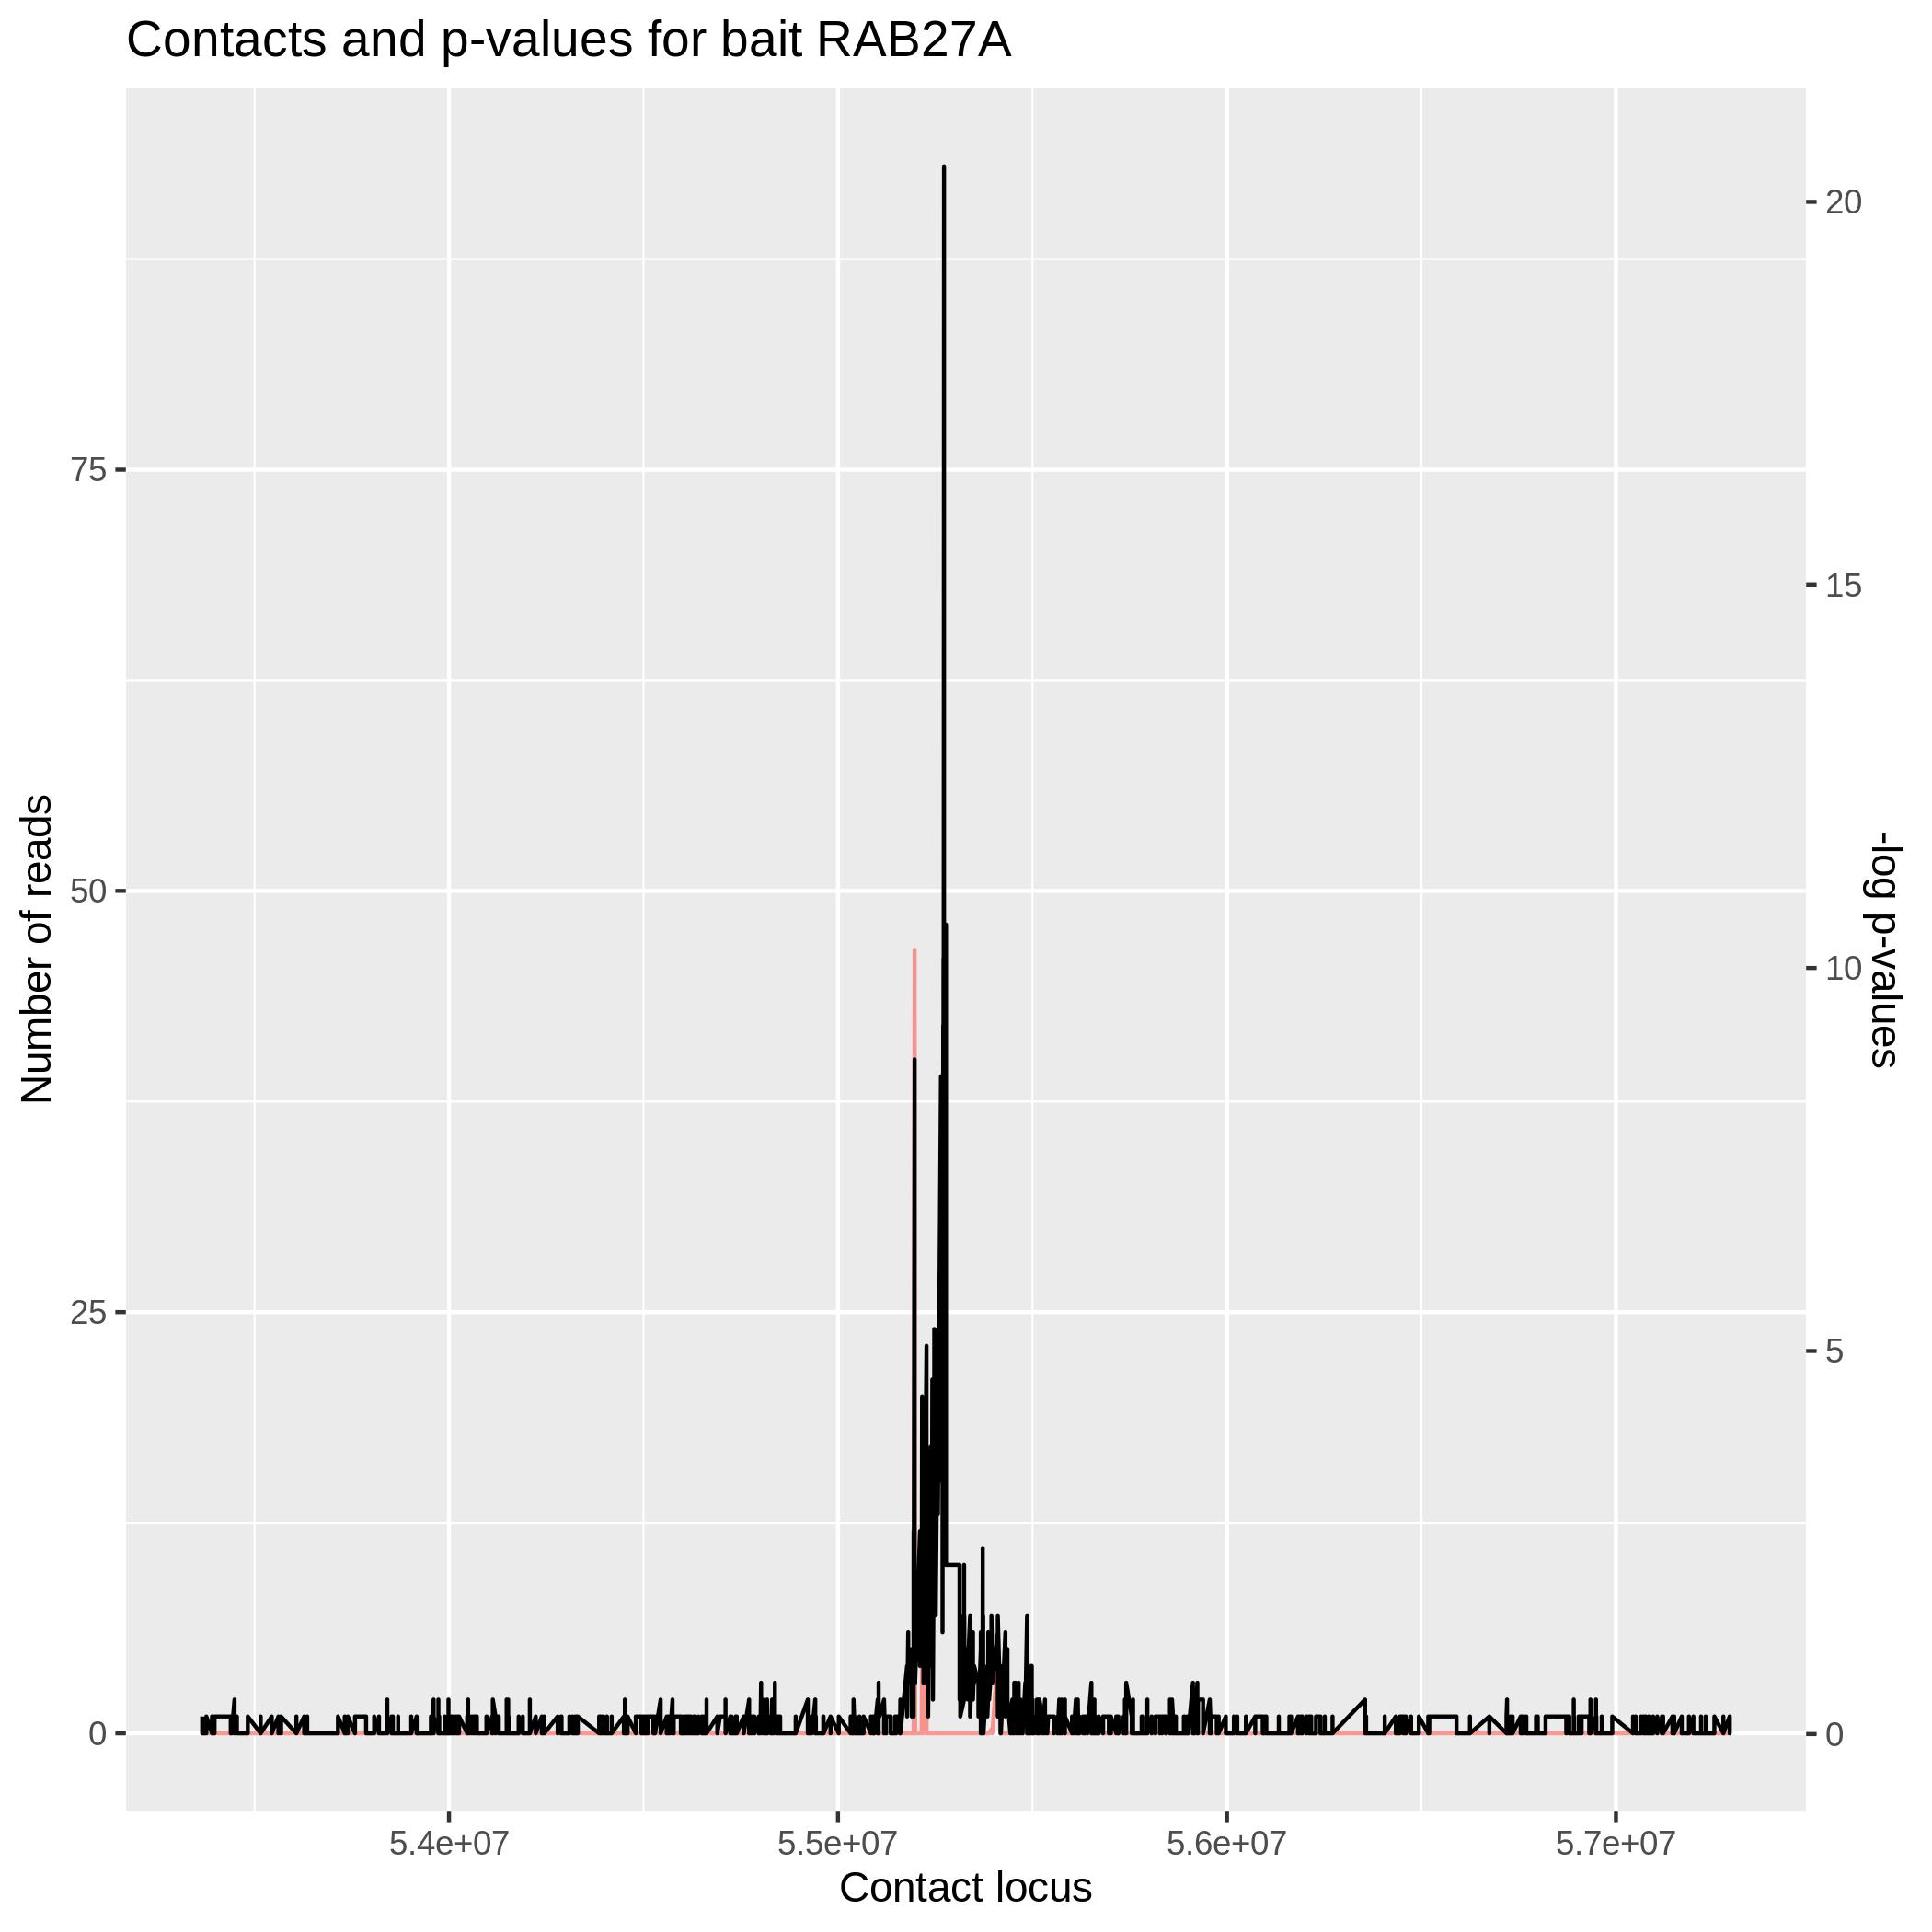 Contacts and p-values for bait RAB27A
Number of reads
75
50
25
0
20
15
10
5
0
-log p-values
5.4e+07
5.5e+07
5.6e+07
5.7e+07
Contact locus